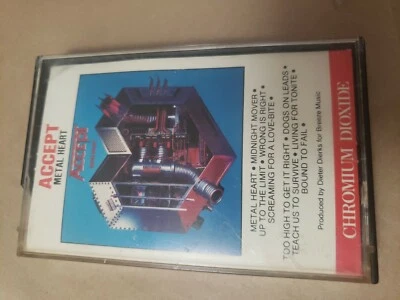 ACCEPT
METAL HEART
ACCEPT
METAL HEART • MIDNIGHT MOVER •
UP TO THE LIMIT • WRONG IS RIGHT •
SCREAMING FOR A LOVE-BITE •
TOO HIGH TO GET IT RIGHT • DOGS ON LEADS •
TEACH US TO SURVIVE • LIVING FOR TONITE •
BOUND TO FAIL •
Produced by Dieter Dierks for Breeze Music
CHROMIUM DIOXIDE